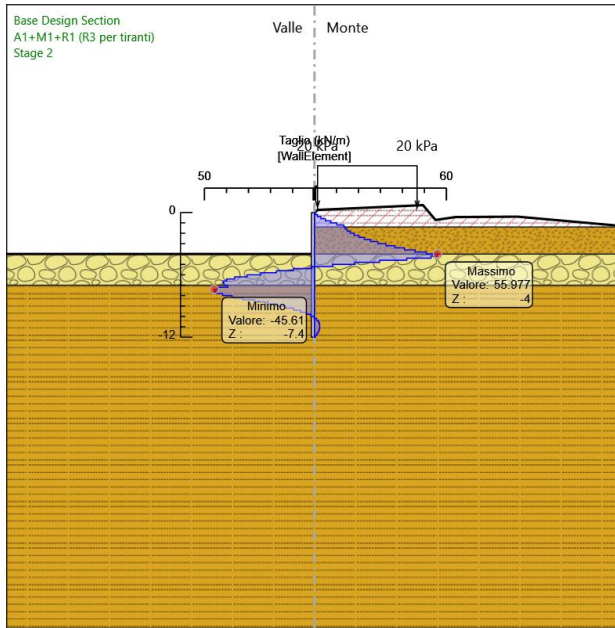 Base Design Section
A1+M1+R1 (R3 per tiranti)
Stage 2
Valle
Monte
Taglio (kN/m)
20 kPa
20 kPa
[WallElement]
50
60
0
Massimo
Valore: 55.977
Z : -4
Minimo
Valore: -45.61
Z : -7.4
-12